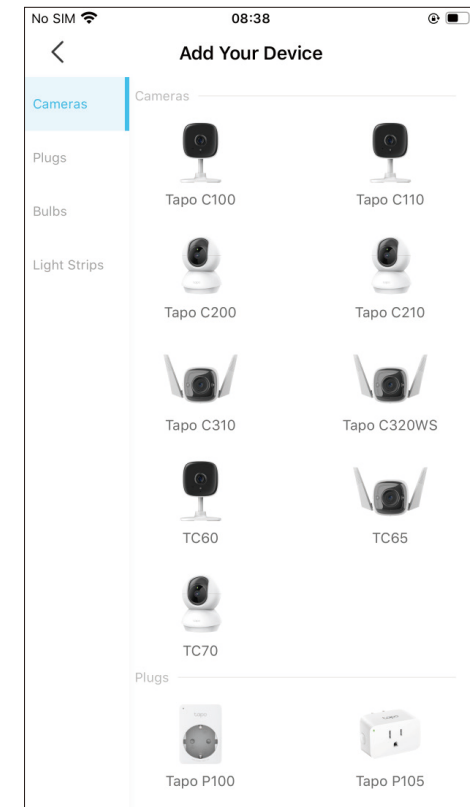 No SIM 08:38
Add Your Device
Cameras
Plugs
Bulbs
Light Strips
Cameras
Tapo C100 Tapo C110
Tapo C200 Tapo C210
Tapo C310 Tapo C320WS
TC60 TC65
TC70
Plugs
Tapo P100 Tapo P105